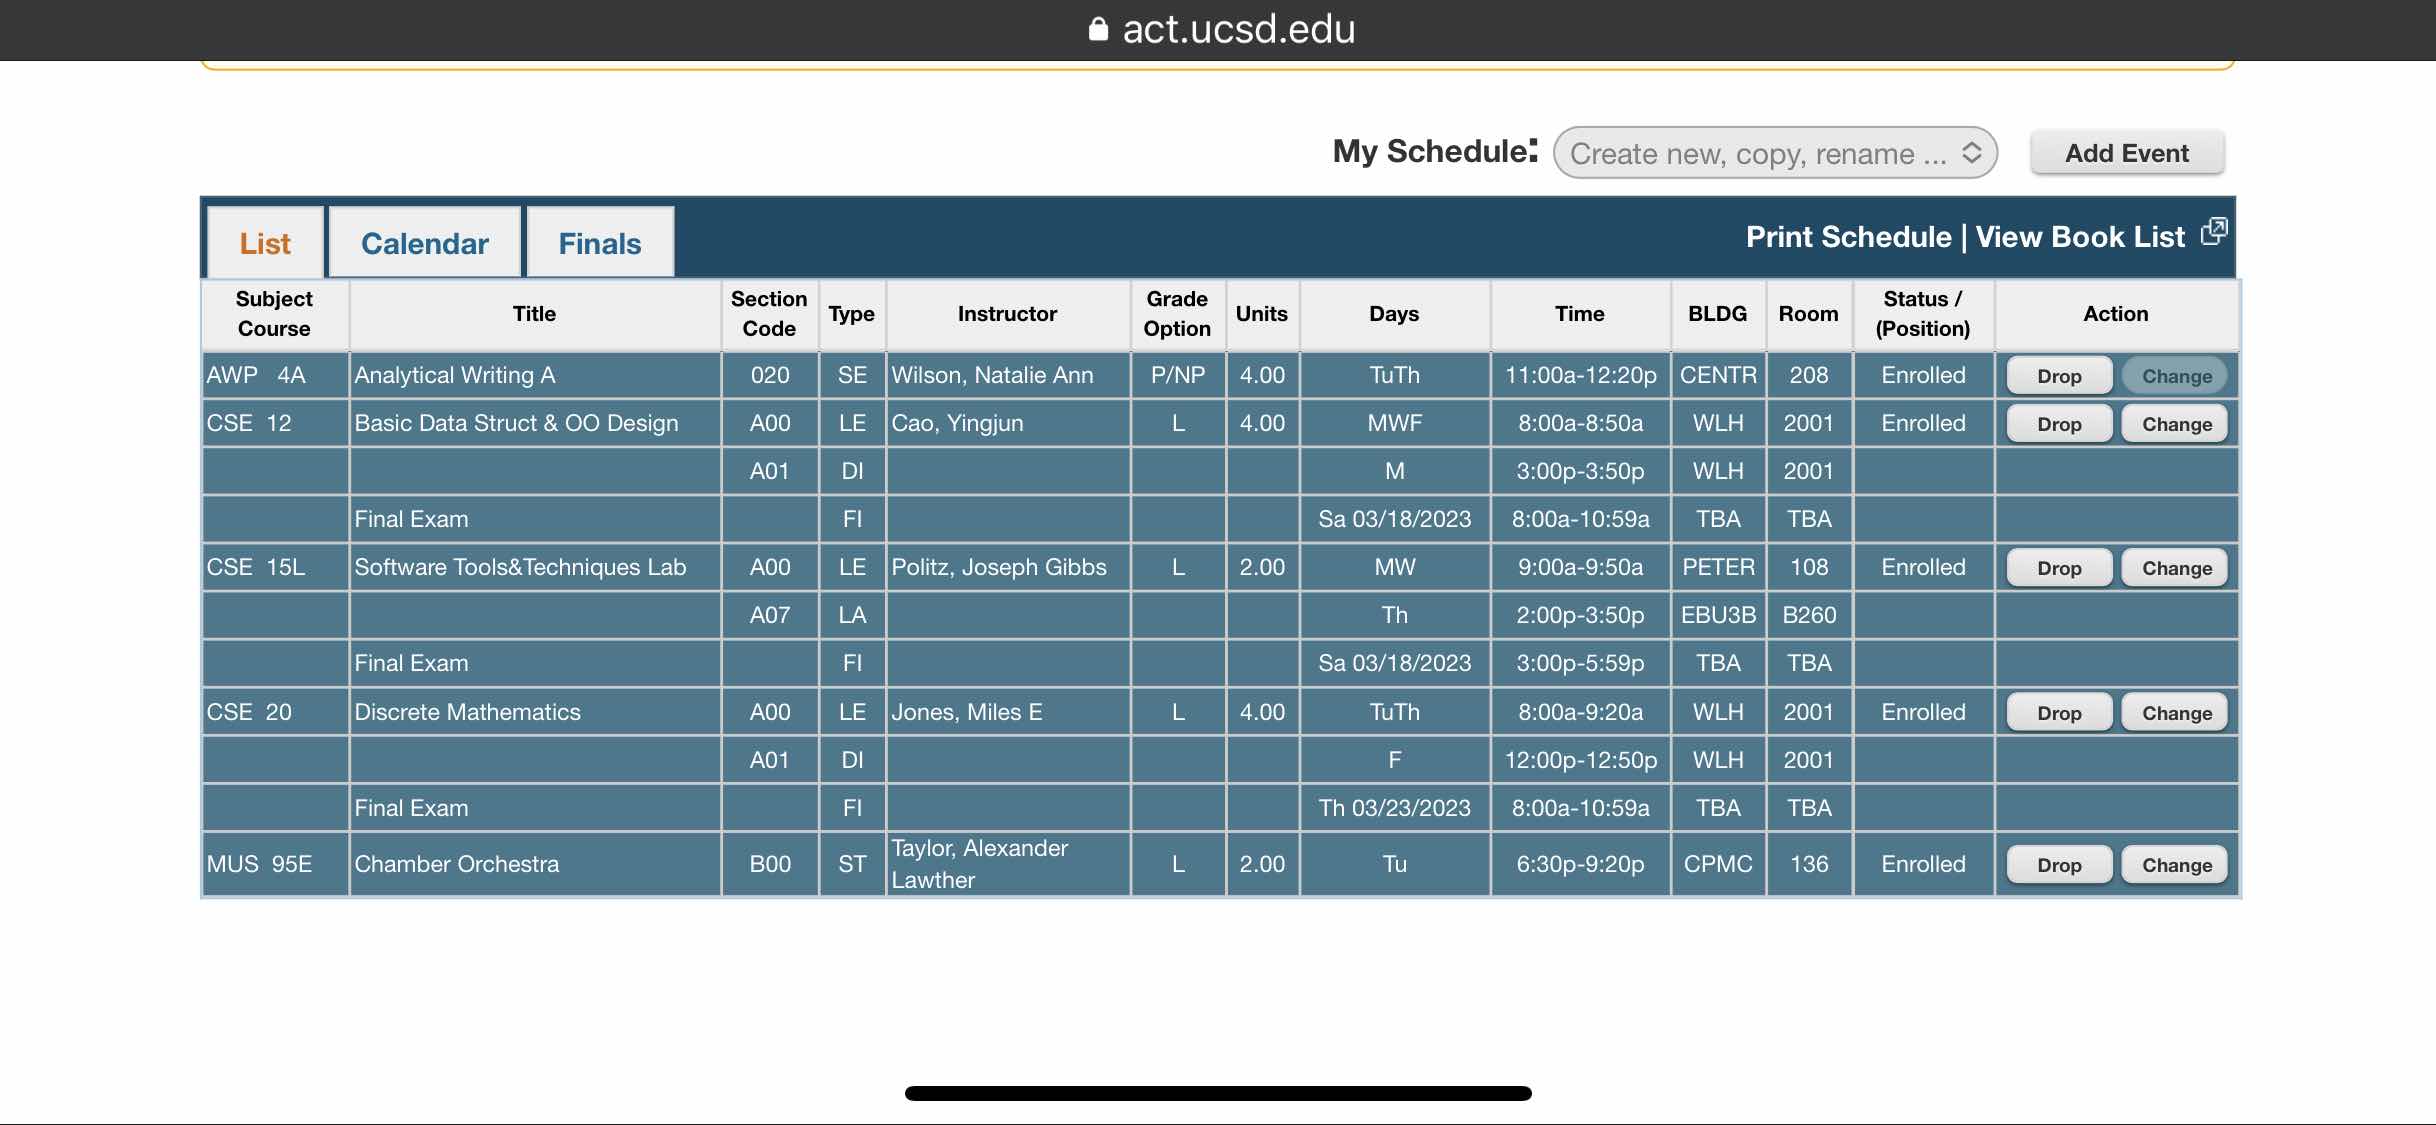 act.ucsd.edu
My Schedule: Create new, copy, rename ... Add Event
List Calendar Finals Print Schedule | View Book List
Subject Course Title Section Code Type Instructor Grade Option Units Days Time BLDG Room Status / (Position) Action
AWP 4A Analytical Writing A 020 SE Wilson, Natalie Ann P/NP 4.00 TuTh 11:00a-12:20p CENTR 208 Enrolled Drop Change
CSE 12 Basic Data Struct & OO Design A00 LE Cao, Yingjun L 4.00 MWF 8:00a-8:50a WLH 2001 Enrolled Drop Change
A01 DI M 3:00p-3:50p WLH 2001
Final Exam FI Sa 03/18/2023 8:00a-10:59a TBA TBA
CSE 15L Software Tools&Techniques Lab A00 LE Politz, Joseph Gibbs L 2.00 MW 9:00a-9:50a PETER 108 Enrolled Drop Change
A07 LA Th 2:00p-3:50p EBU3B B260
Final Exam FI Sa 03/18/2023 3:00p-5:59p TBA TBA
CSE 20 Discrete Mathematics A00 LE Jones, Miles E L 4.00 TuTh 8:00a-9:20a WLH 2001 Enrolled Drop Change
A01 DI F 12:00p-12:50p WLH 2001
Final Exam FI Th 03/23/2023 8:00a-10:59a TBA TBA
MUS 95E Chamber Orchestra B00 ST Taylor, Alexander Lawther L 2.00 Tu 6:30p-9:20p CPMC 136 Enrolled Drop Change